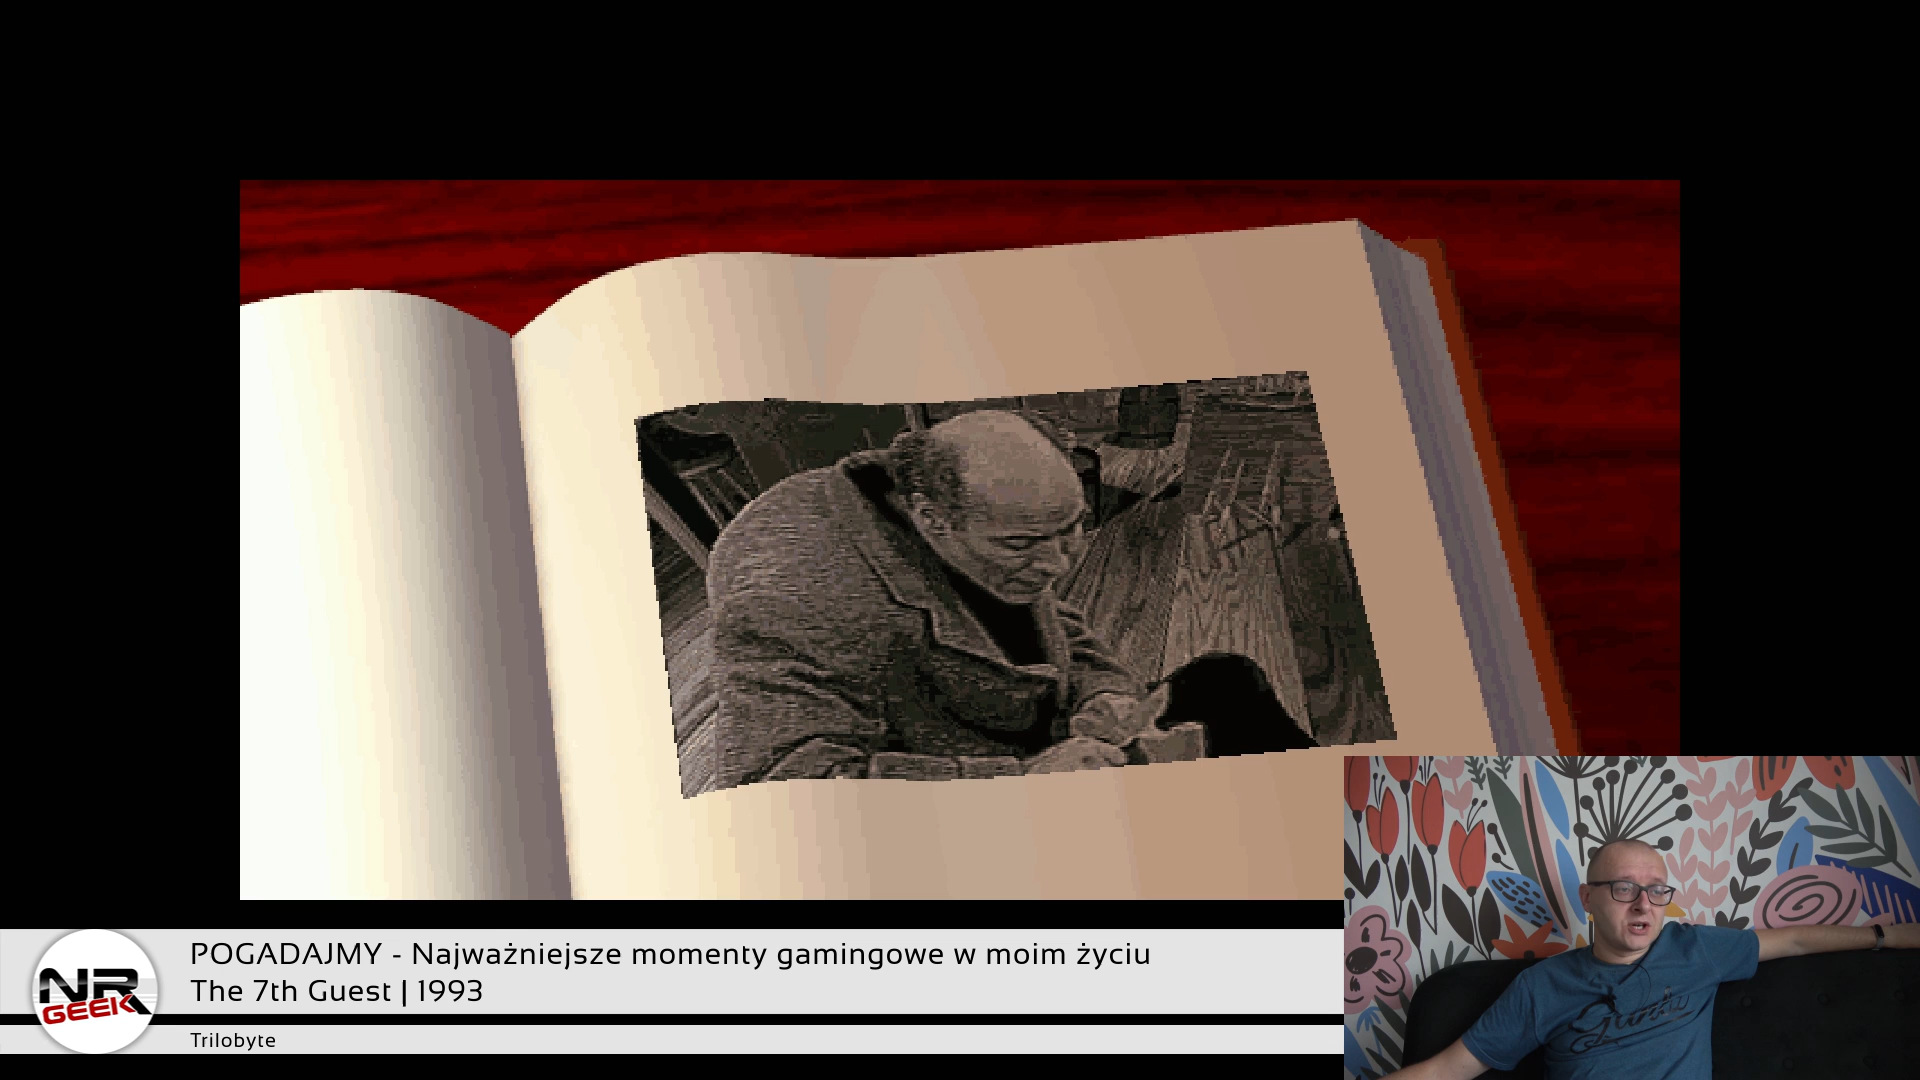 POGADAJMY - Najważniejsze momenty gamingowe w moim życiu
The 7th Guest | 1993
NR
GEEK
Trilobyte